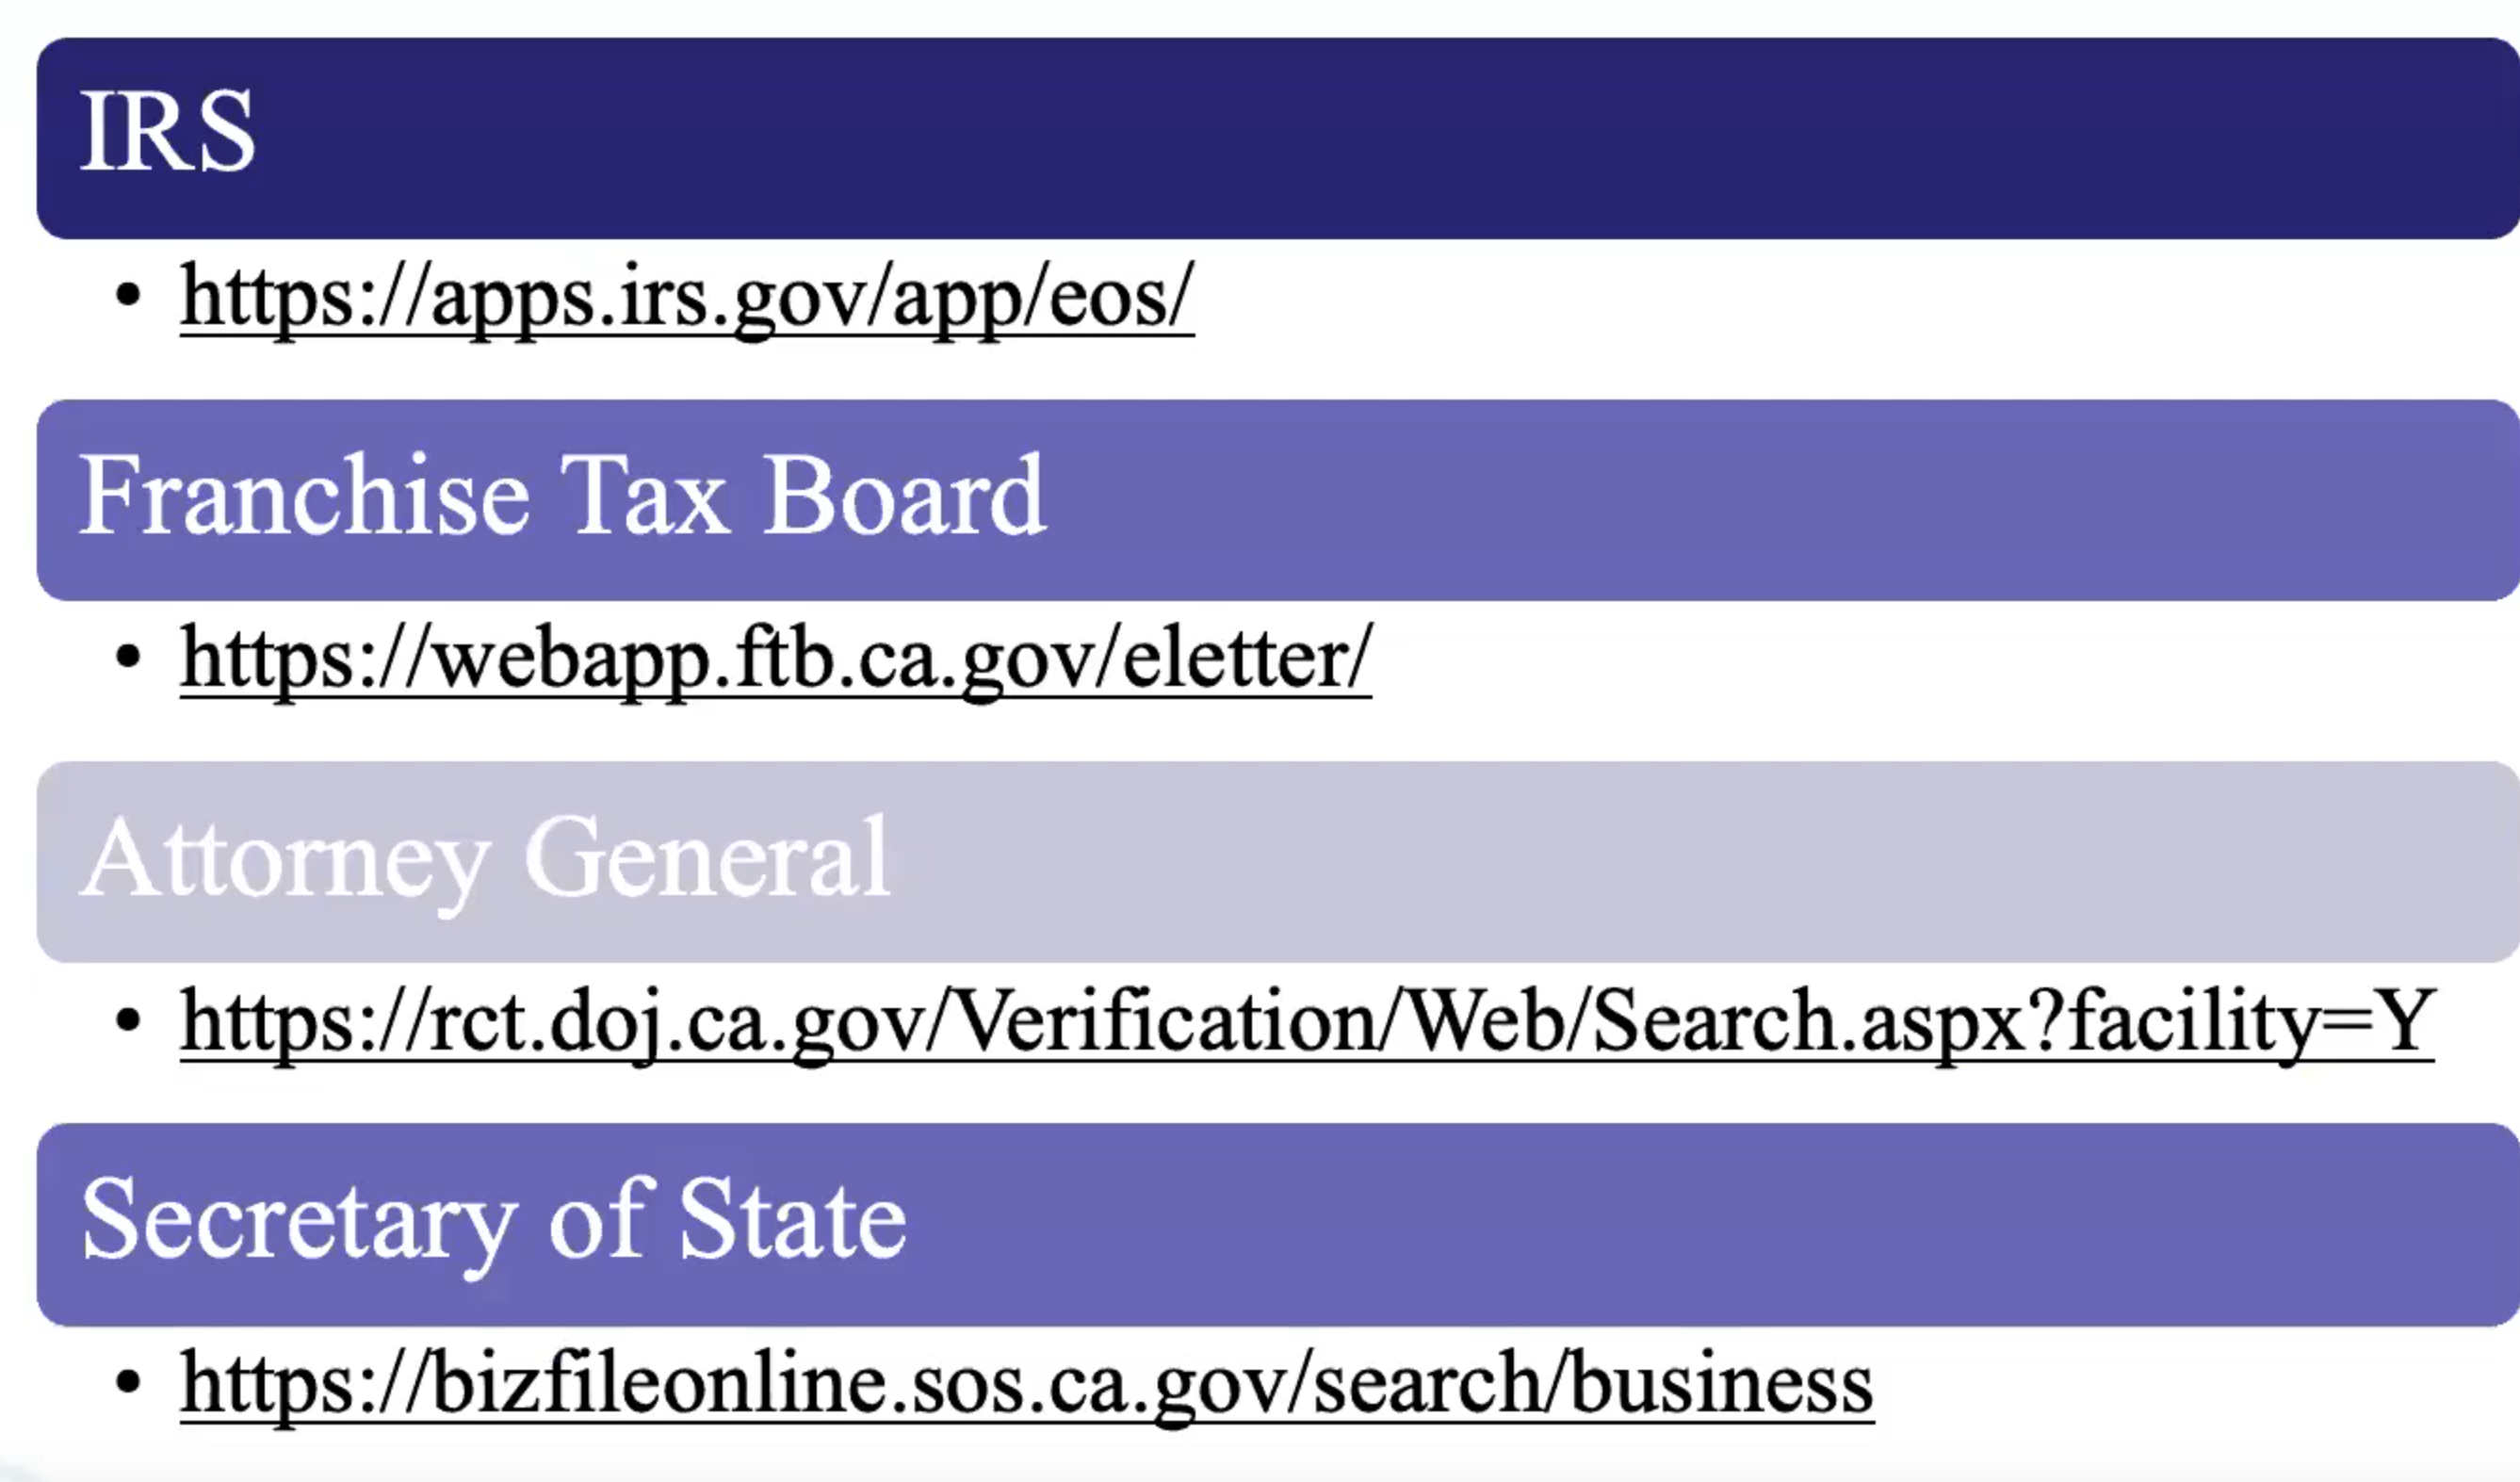 IRS
• https://apps.irs.gov/app/eos/
Franchise Tax Board
• https://webapp.ftb.ca.gov/eletter/
Attorney General
• https://rct.doj.ca.gov/Verification/Web/Search.aspx?facility=Y
Secretary of State
• https://bizfileonline.sos.ca.gov/search/business